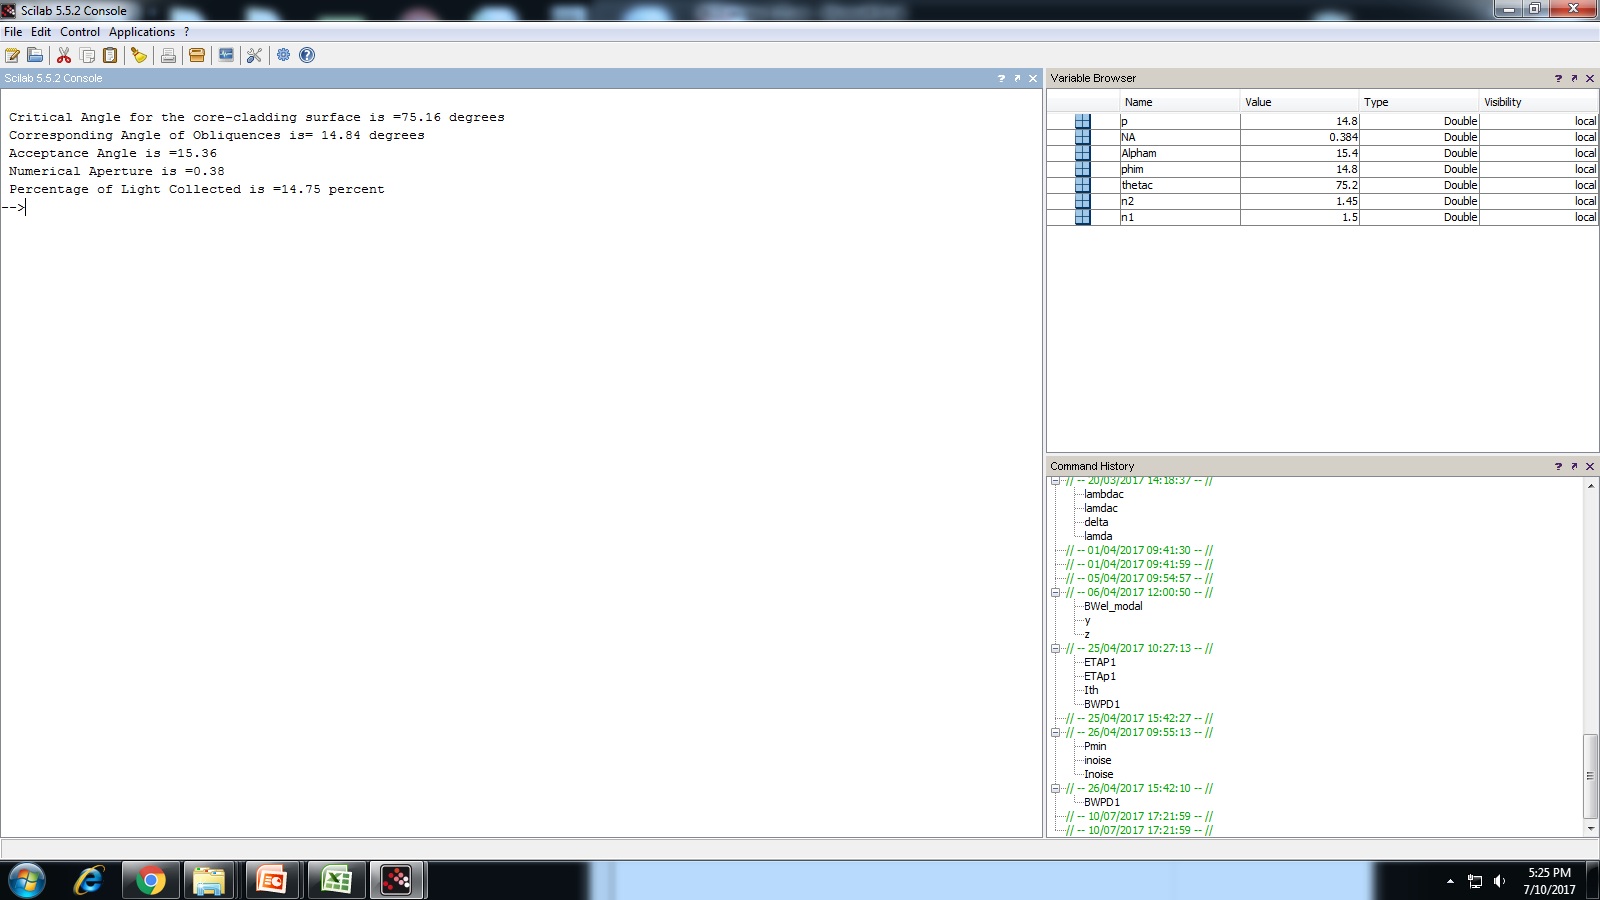 Scilab 5.5.2 Console
File Edit Control Applications ?
Scilab 5.5.2 Console
Critical Angle for the core-cladding surface is =75.16 degrees
Corresponding Angle of Obliquences is= 14.84 degrees
Acceptance Angle is =15.36
Numerical Aperture is =0.38
Percentage of Light Collected is =14.75 percent
-->
Variable Browser
Name Value Type Visibility
p 14.8 Double local
NA 0.384 Double local
Alpham 15.4 Double local
phim 14.8 Double local
thetac 75.2 Double local
n2 1.45 Double local
n1 1.5 Double local
Command History
// -- 20/03/2017 14:18:37 -- //
lambdac
lamdac
delta
lamda
// -- 01/04/2017 09:41:30 -- //
// -- 01/04/2017 09:41:59 -- //
// -- 05/04/2017 09:54:57 -- //
// -- 06/04/2017 12:00:50 -- //
BWel_modal
y
z
// -- 25/04/2017 10:27:13 -- //
ETAP1
ETAp1
Ith
BWPD1
// -- 25/04/2017 15:42:27 -- //
// -- 26/04/2017 09:55:13 -- //
Pmin
inoise
Inoise
// -- 26/04/2017 15:42:10 -- //
BWPD1
// -- 10/07/2017 17:21:59 -- //
// -- 10/07/2017 17:21:59 -- //
5:25 PM
7/10/2017